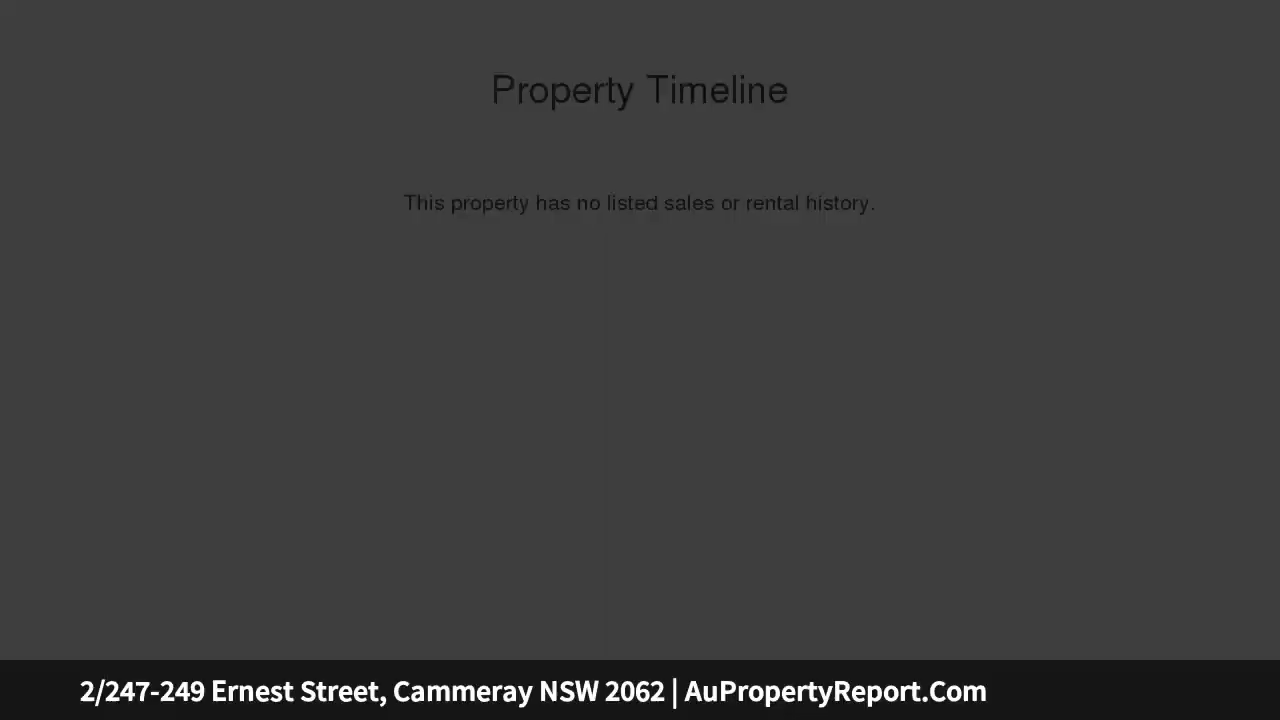 Property Timeline
This property has no listed sales or rental history.
2/247-249 Ernest Street, Cammeray NSW 2062 | AuPropertyReport.Com